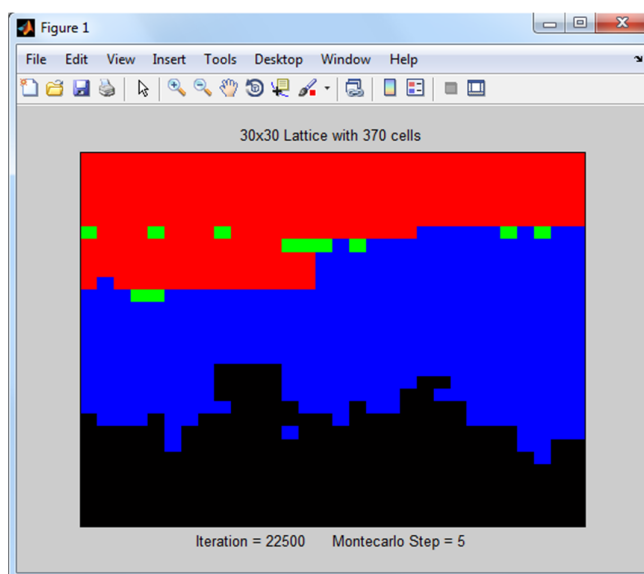 Figure 1
File Edit View Insert Tools Desktop Window Help
30x30 Lattice with 370 cells
Iteration = 22500 Montecarlo Step = 5